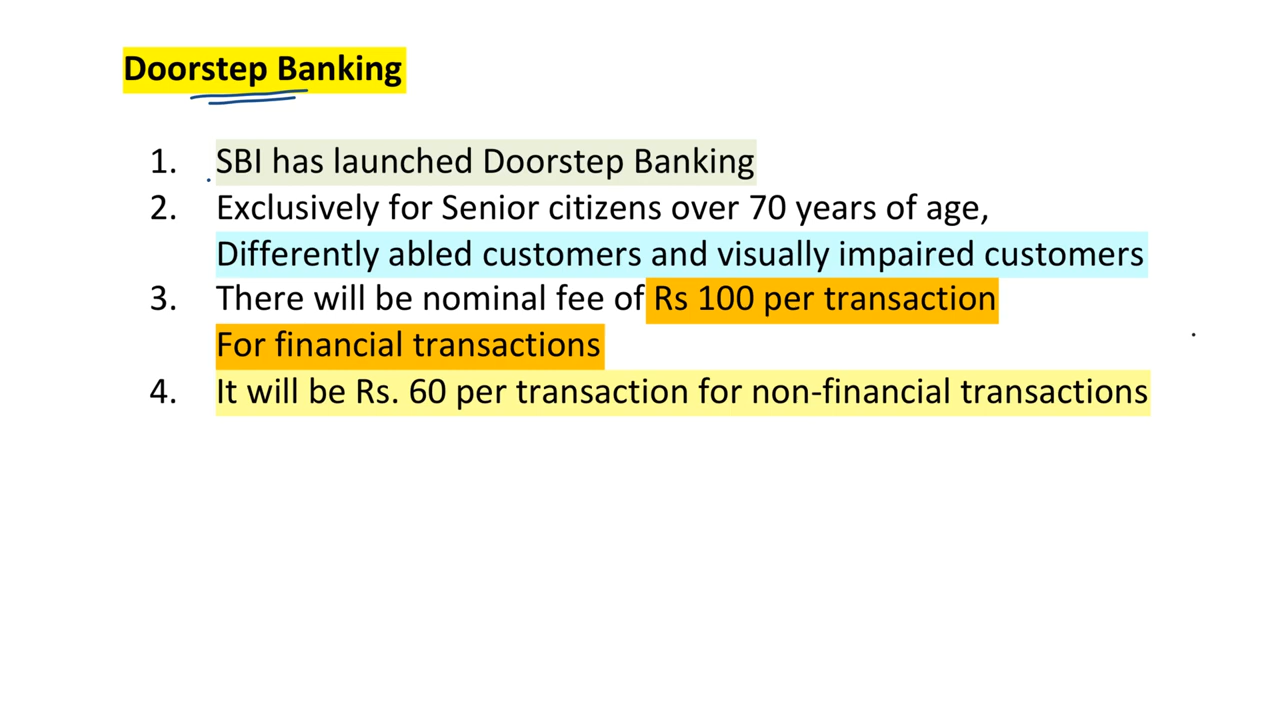 Doorstep Banking
1. SBI has launched Doorstep Banking
2. Exclusively for Senior citizens over 70 years of age,
Differently abled customers and visually impaired customers
3. There will be nominal fee of Rs 100 per transaction
For financial transactions
4. It will be Rs. 60 per transaction for non-financial transactions